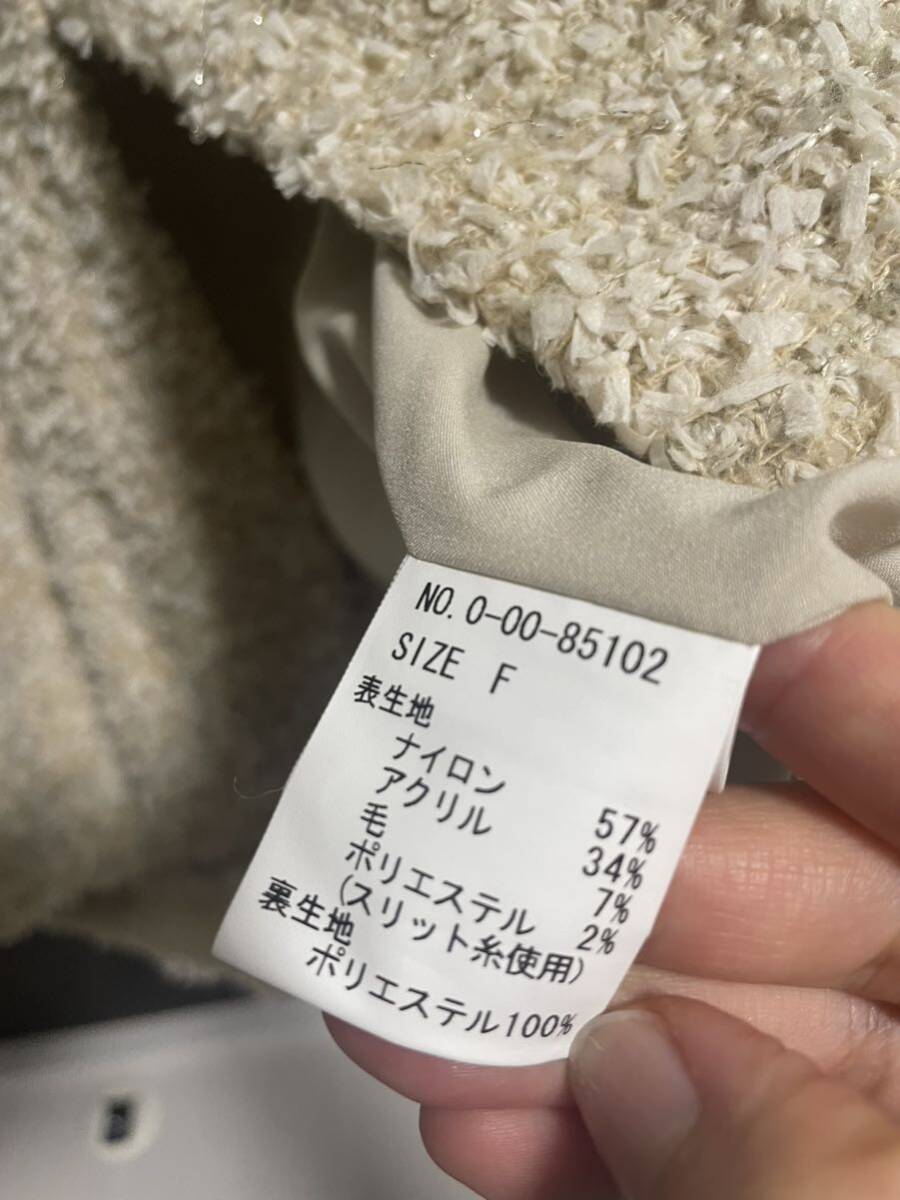 NO. 0-00-85102
SIZE F
表生地
ナイロン 57%
アクリル 34%
毛 7%
ポリエステル 2%
(スリット糸使用)
裏生地
ポリエステル100%